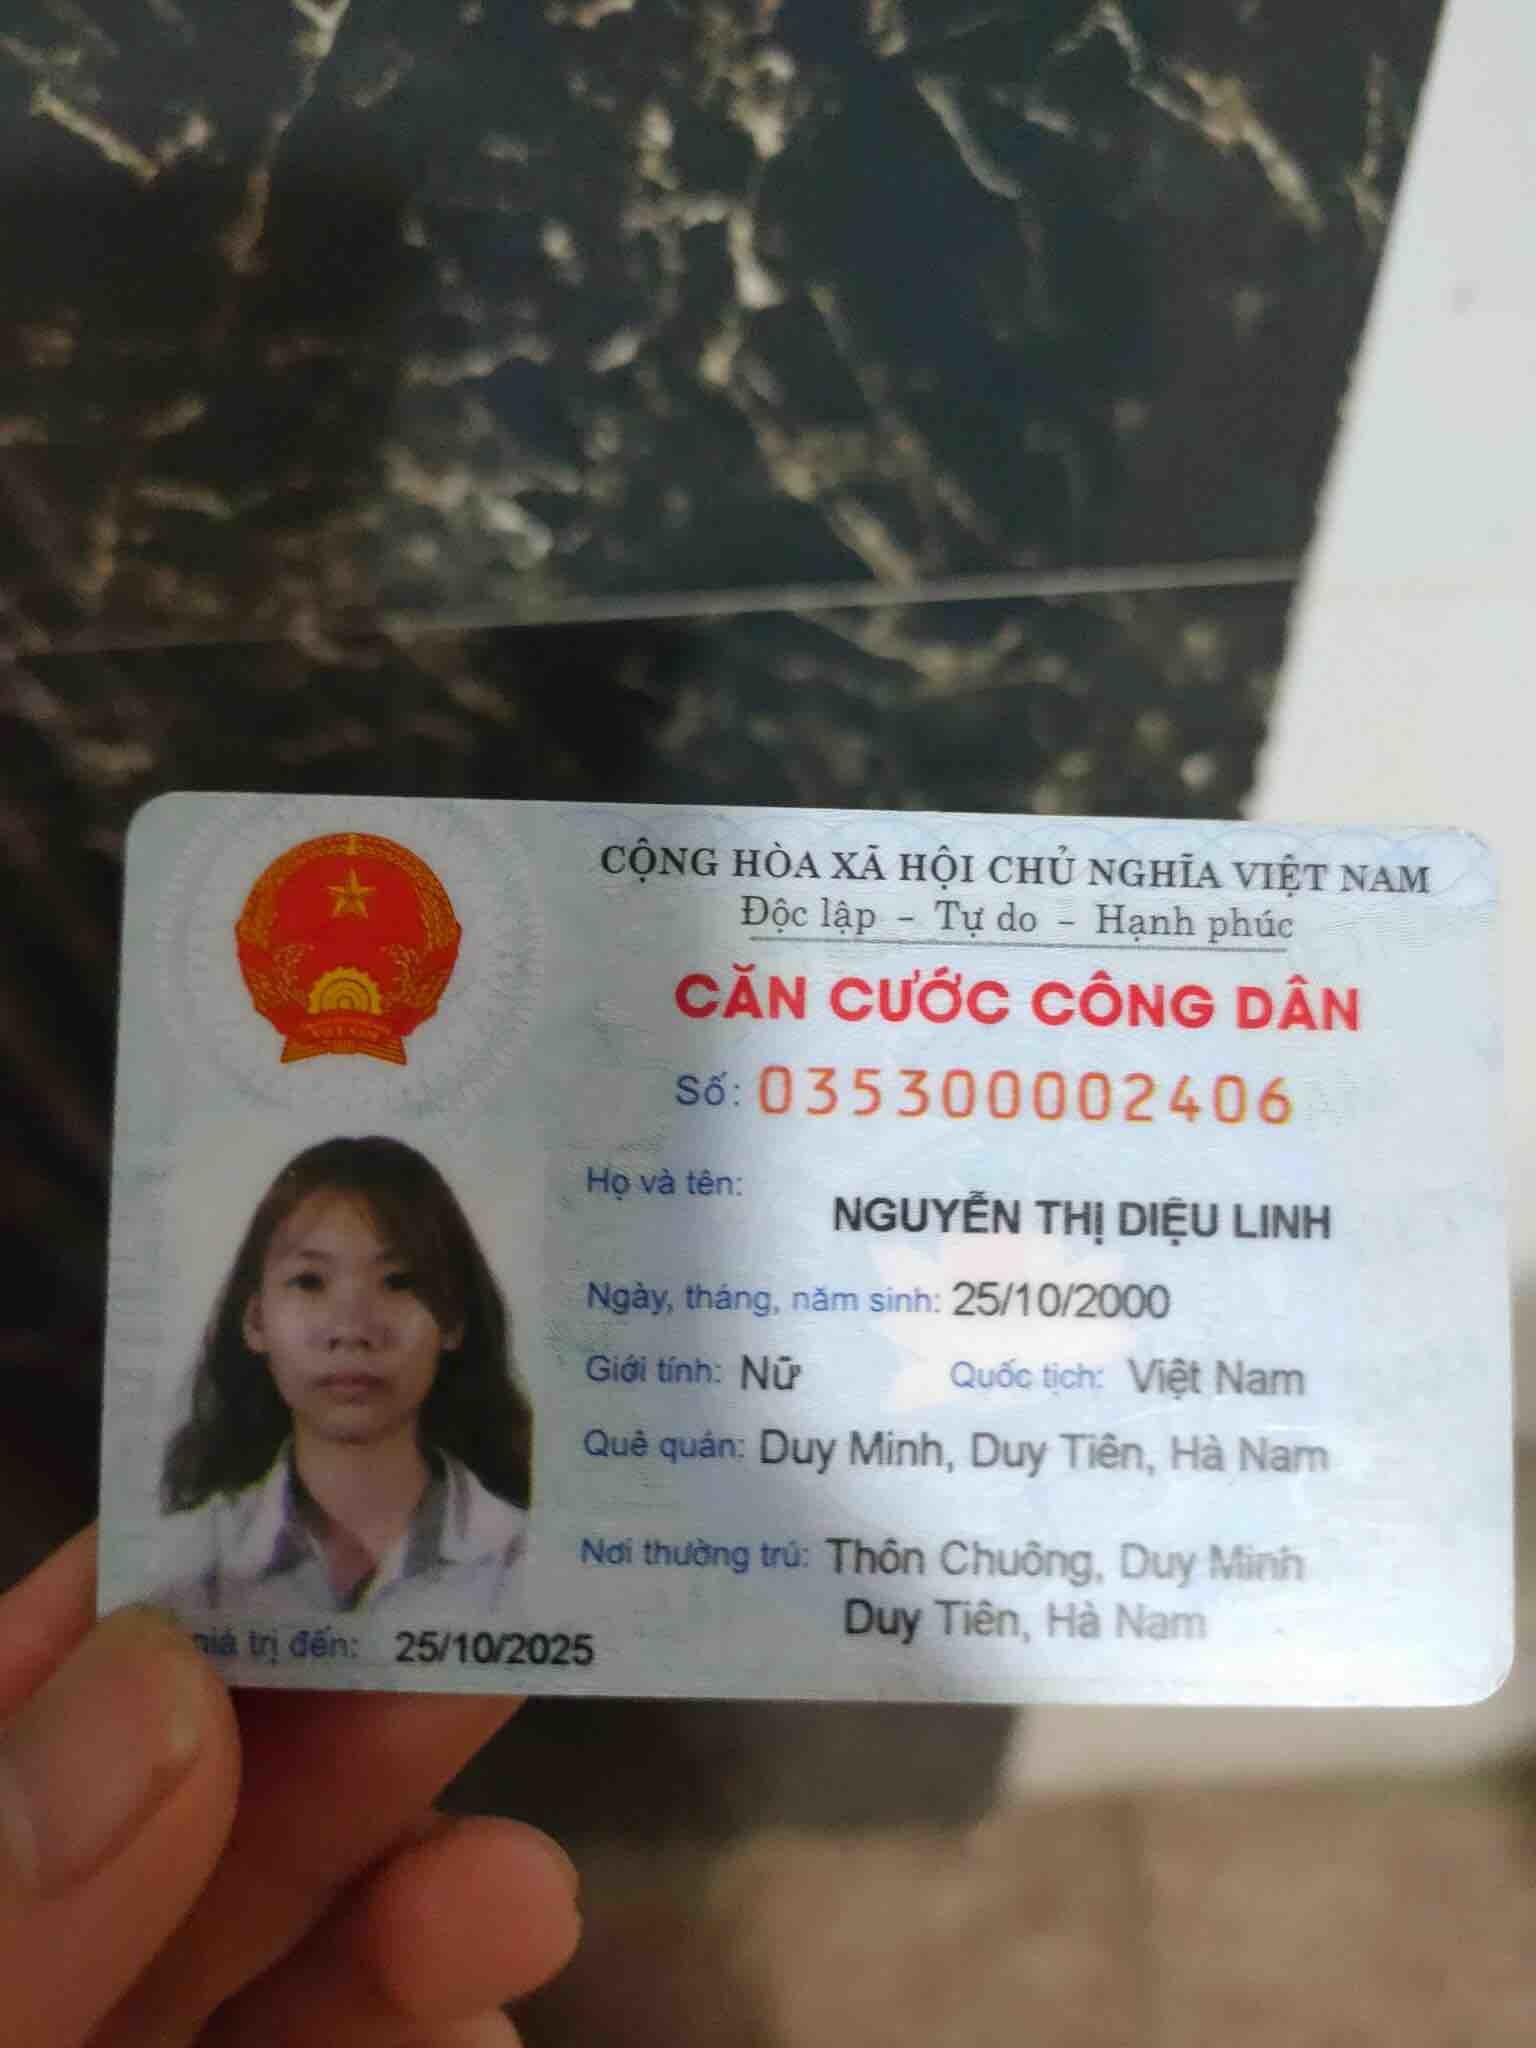 CỘNG HÒA XÃ HỘI CHỦ NGHĨA VIỆT NAM
Độc lập - Tự do - Hạnh phúc
CĂN CƯỚC CÔNG DÂN
Số: 035300002406
Họ và tên:
NGUYỄN THỊ DIỆU LINH
Ngày, tháng, năm sinh: 25/10/2000
Giới tính: Nữ Quốc tịch: Việt Nam
Quê quán: Duy Minh, Duy Tiên, Hà Nam
Nơi thường trú: Thôn Chuông, Duy Minh
Duy Tiên, Hà Nam
giá trị đến: 25/10/2025